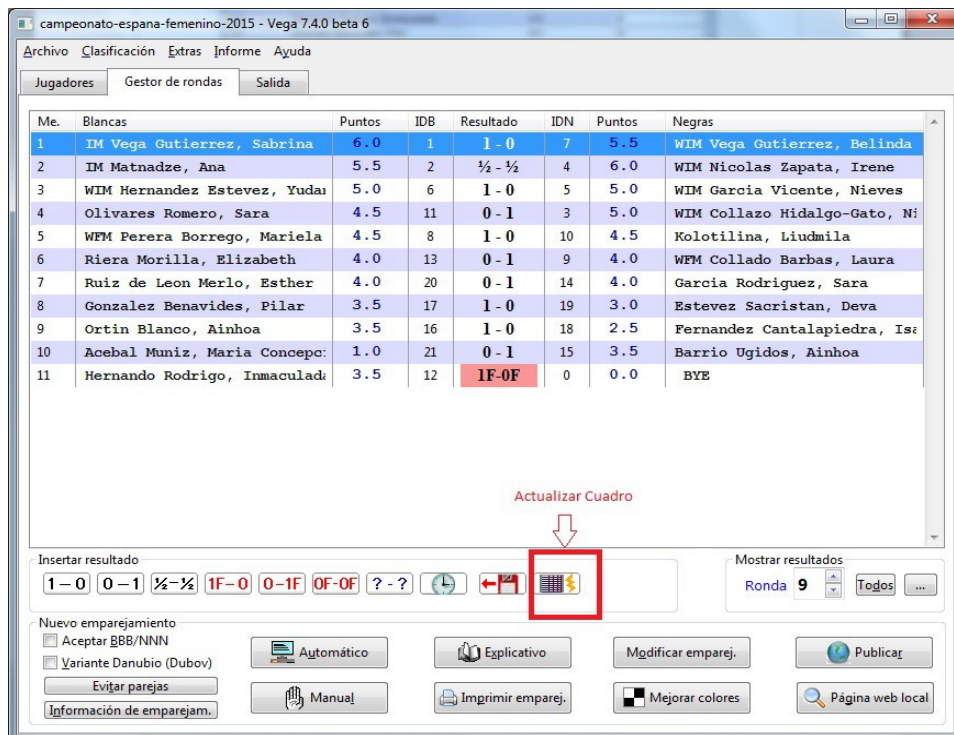 campeonato-espana-femenino-2015 - Vega 7.4.0 beta 6
Archivo Clasificación Extras Informe Ayuda
Jugadores Gestor de rondas Salida
Me. Blancas Puntos IDB Resultado IDN Puntos Negras
1 IM Vega Gutierrez, Sabrina 6.0 1 1 - 0 7 5.5 WIM Vega Gutierrez, Belinda
2 IM Matnadze, Ana 5.5 2 ½ - ½ 4 6.0 WIM Nicolas Zapata, Irene
3 WIM Hernandez Estevez, Yudan 5.0 6 1 - 0 5 5.0 WIM Garcia Vicente, Nieves
4 Olivares Romero, Sara 4.5 11 0 - 1 3 5.0 WIM Collazo Hidalgo-Gato, Ni
5 WFM Perera Borrego, Mariela 4.5 8 1 - 0 10 4.5 Kolotilina, Liudmila
6 Riera Morilla, Elizabeth 4.0 13 0 - 1 9 4.0 WFM Collado Barbas, Laura
7 Ruiz de Leon Merlo, Esther 4.0 20 0 - 1 14 4.0 Garcia Rodriguez, Sara
8 Gonzalez Benavides, Pilar 3.5 17 1 - 0 19 3.0 Estevez Sacristan, Deva
9 Ortin Blanco, Ainhoa 3.5 16 1 - 0 18 2.5 Fernandez Cantalapiedra, Isa
10 Acebal Muniz, Maria Concepc 1.0 21 0 - 1 15 3.5 Barrio Ugidos, Ainhoa
11 Hernando Rodrigo, Inmaculada 3.5 12 1F-0F 0 0.0 BYE
Actualizar Cuadro
Insertar resultado Mostrar resultados
1 – 0 0 – 1 ½–½ 1F – 0 0 – 1F 0F-0F ? - ? Ronda 9 Todos ...
Nuevo emparejamiento
Aceptar BBB/NNN
Variante Danubio (Dubov)
Automático Explicativo Modificar emparej. Publicar
Evitar parejas
Información de emparejam.
Manual Imprimir emparej. Mejorar colores Página web local